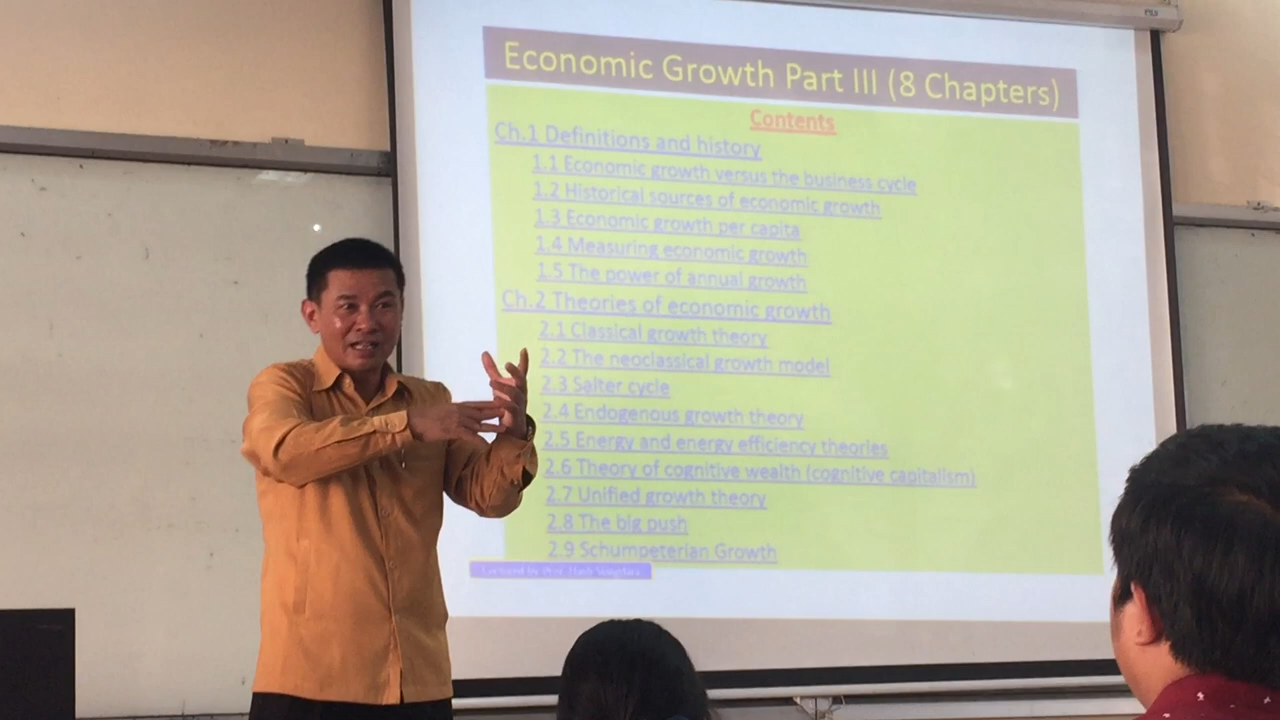 Economic Growth Part III (8 Chapters)
Contents
Ch.1 Definitions and history
1.1 Economic growth versus the business cycle
1.2 Historical sources of economic growth
1.3 Economic growth per capita
1.4 Measuring economic growth
1.5 The power of annual growth
Ch.2 Theories of economic growth
2.1 Classical growth theory
2.2 The neoclassical growth model
2.3 Salter cycle
2.4 Endogenous growth theory
2.5 Energy and energy efficiency theories
2.6 Theory of cognitive wealth (cognitive capitalism)
2.7 Unified growth theory
2.8 The big push
2.9 Schumpeterian Growth
by Prof.